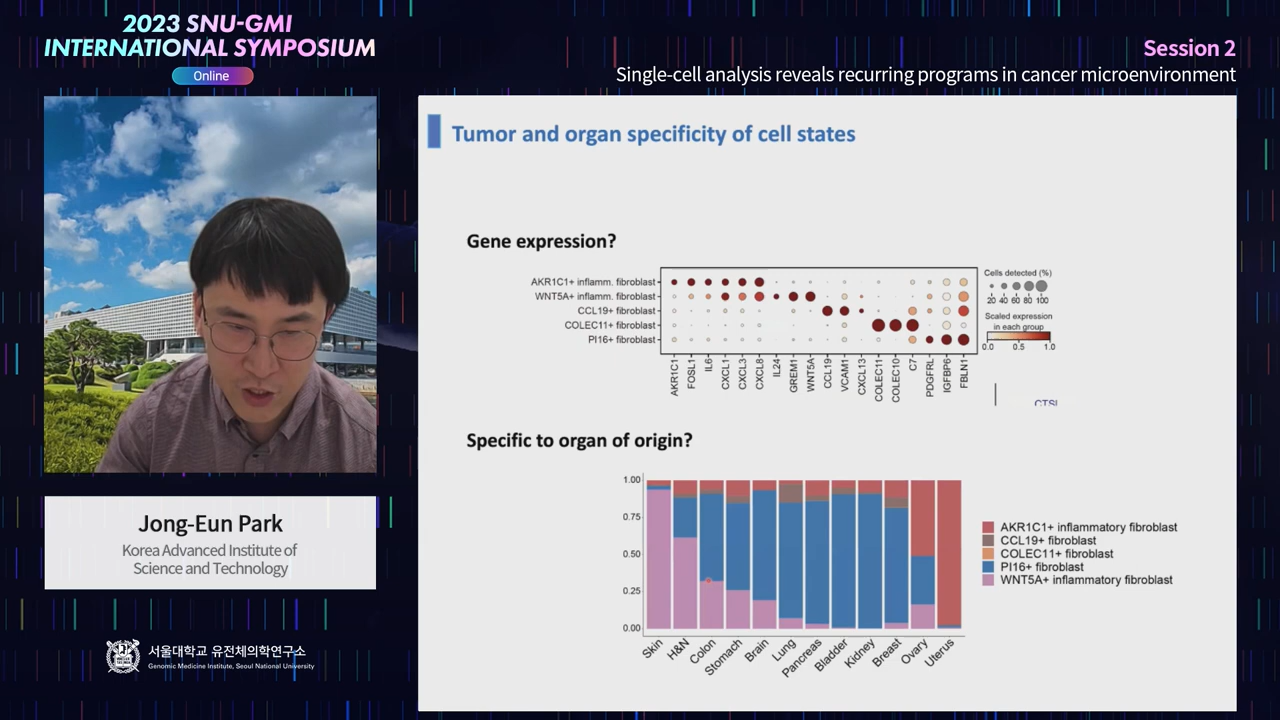 2023 SNU-GMI
INTERNATIONAL SYMPOSIUM
Online
Session 2
Single-cell analysis reveals recurring programs in cancer microenvironment
Tumor and organ specificity of cell states
Gene expression?
AKR1C1+ inflamm. fibroblast
WNT5A+ inflamm. fibroblast
CCL19+ fibroblast
COLEC11+ fibroblast
PI16+ fibroblast
AKR1C1
FOSL1
IL6
CXCL1
CXCL3
CXCL8
IL24
GREM1
WNT5A
CCL19
VCAM1
CXCL13
COLEC11
COLEC10
C7
PDGFRL
IGFBP6
FBLN1
Cells detected (%)
20 40 60 80 100
Scaled expression
in each group
0.0 0.5 1.0
Specific to organ of origin?
1.00
0.75
0.50
0.25
0.00
Skin
H&N
Colon
Stomach
Brain
Lung
Pancreas
Bladder
Kidney
Breast
Ovary
Uterus
AKR1C1+ inflammatory fibroblast
CCL19+ fibroblast
COLEC11+ fibroblast
PI16+ fibroblast
WNT5A+ inflammatory fibroblast
Jong-Eun Park
Korea Advanced Institute of
Science and Technology
서울대학교 유전체의학연구소
Genomic Medicine Institute, Seoul National University